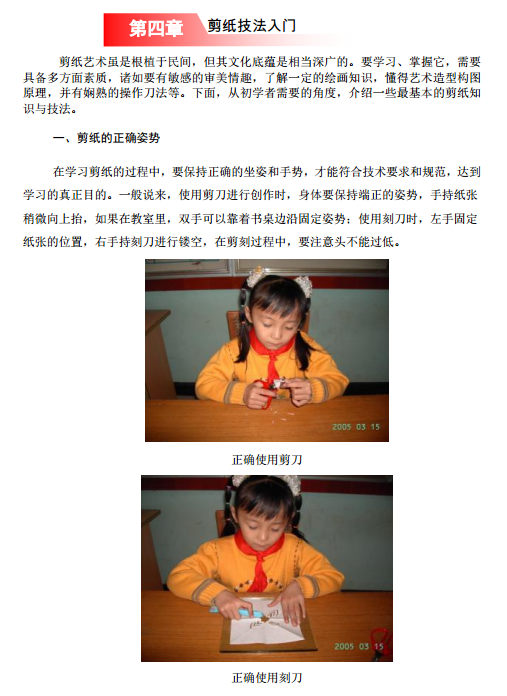 第四章 剪纸技法入门
剪纸艺术虽是根植于民间，但其文化底蕴是相当深广的。要学习、掌握它，需要
具备多方面素质，诸如要有敏感的审美情趣，了解一定的绘画知识，懂得艺术造型构图
原理，并有娴熟的操作刀法等。下面，从初学者需要的角度，介绍一些最基本的剪纸知
识与技法。
一、剪纸的正确姿势
在学习剪纸的过程中，要保持正确的坐姿和手势，才能符合技术要求和规范，达到
学习的真正目的。一般说来，使用剪刀进行创作时，身体要保持端正的姿势，手持纸张
稍微向上抬，如果在教室里，双手可以靠着书桌边沿固定姿势；使用刻刀时，左手固定
纸张的位置，右手持刻刀进行镂空，在剪刻过程中，要注意头不能过低。
2005 03 15
正确使用剪刀
2005 03 15
正确使用刻刀